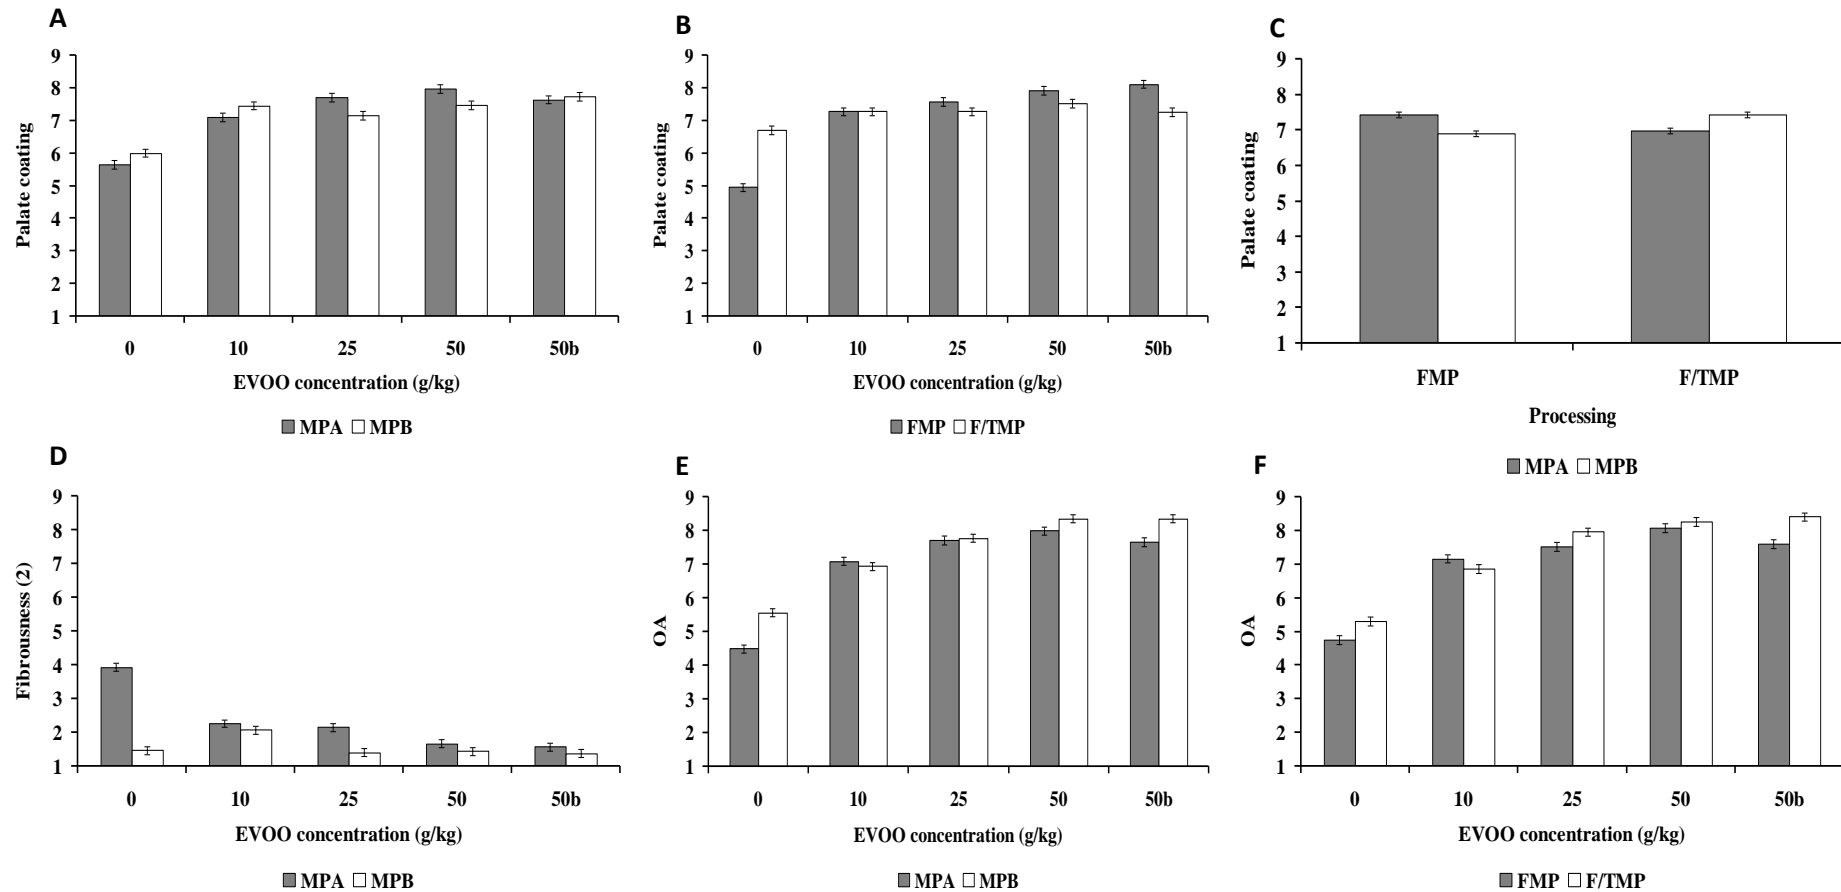 A
Palate coating
9
8
7
6
5
4
3
2
1
0 10 25 50 50b
EVOO concentration (g/kg)
MPA MPB
B
Palate coating
9
8
7
6
5
4
3
2
1
0 10 25 50 50b
EVOO concentration (g/kg)
FMP F/TMP
C
Palate coating
9
8
7
6
5
4
3
2
1
FMP F/TMP
Processing
MPA MPB
D
Fibrousness (2)
9
8
7
6
5
4
3
2
1
0 10 25 50 50b
EVOO concentration (g/kg)
MPA MPB
E
OA
9
8
7
6
5
4
3
2
1
0 10 25 50 50b
EVOO concentration (g/kg)
MPA MPB
F
OA
9
8
7
6
5
4
3
2
1
0 10 25 50 50b
EVOO concentration (g/kg)
FMP F/TMP